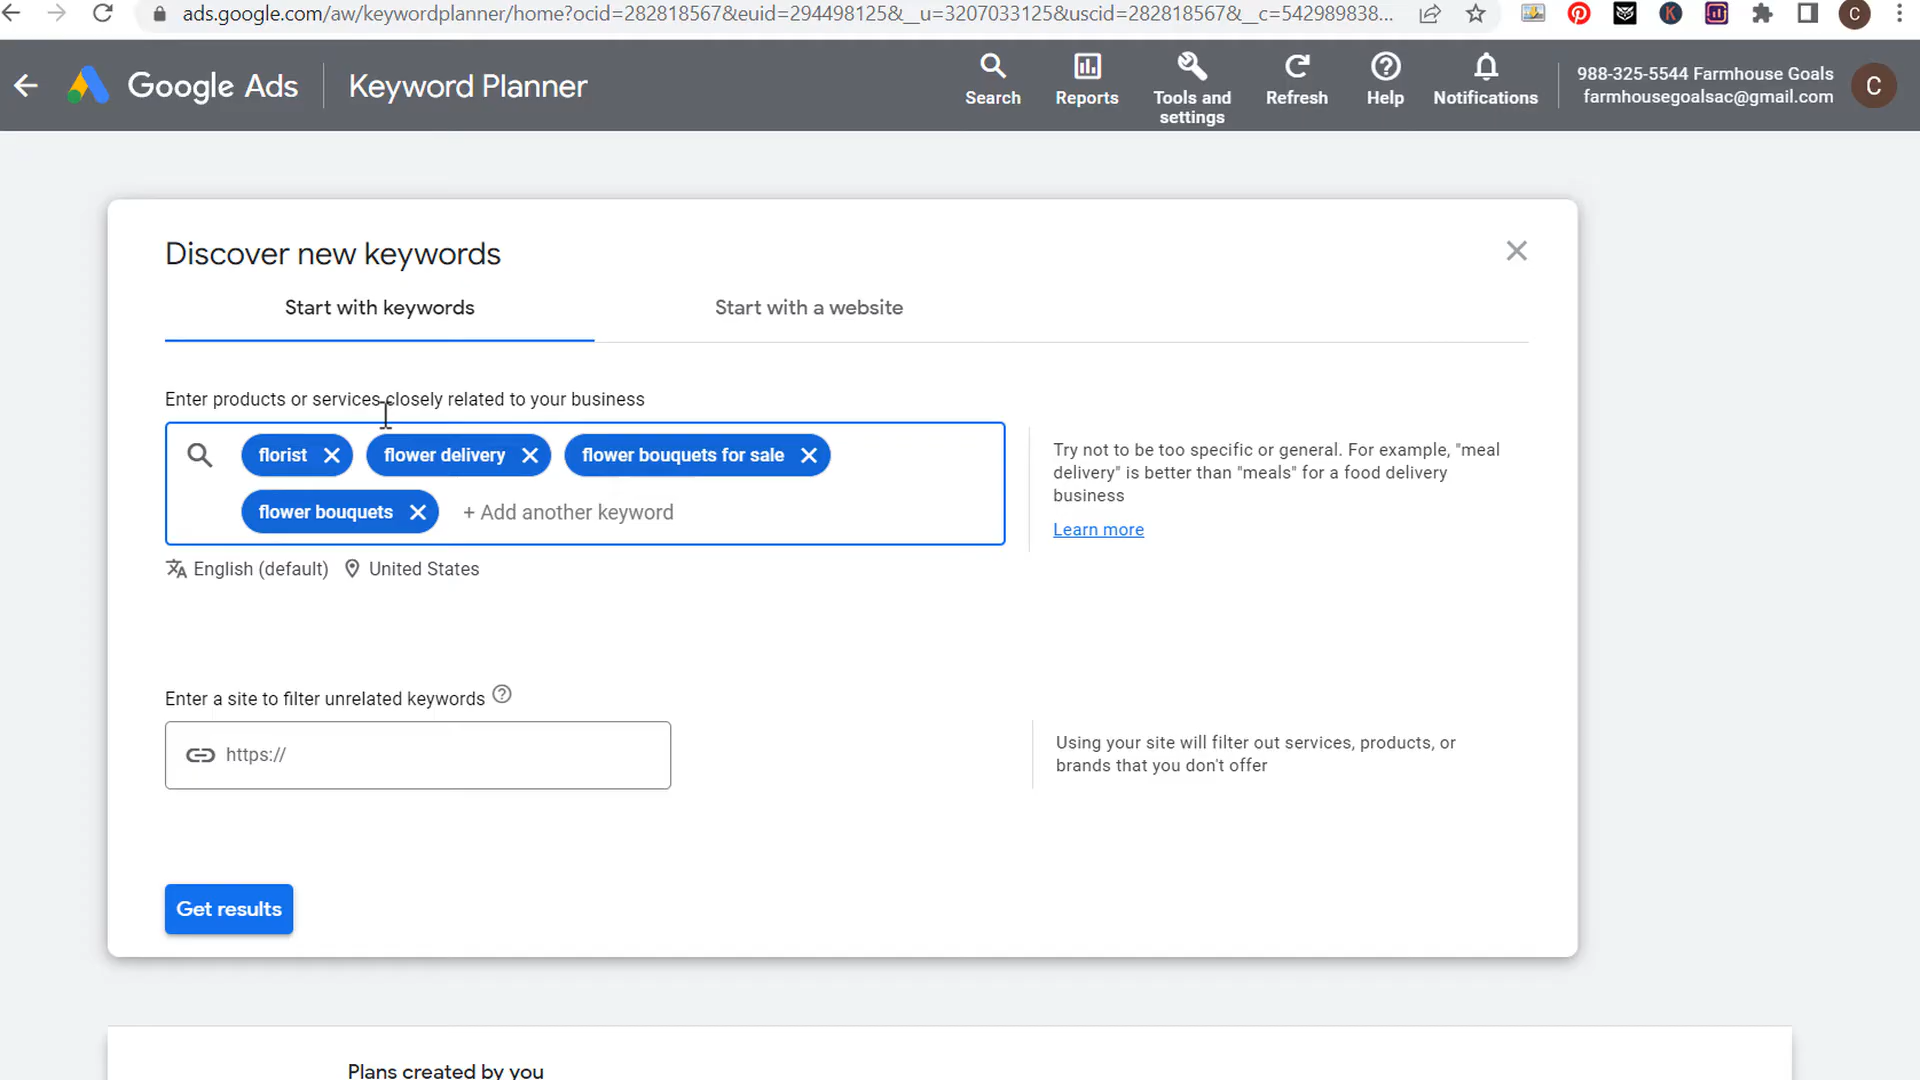 ads.google.com/aw/keywordplanner/home?ocid=282818567&euid=294498125&__u=3207033125&uscid=282818567&__c=542989838...
C
Google Ads
Keyword Planner
Search
Reports
Tools and
settings
Refresh
Help
Notifications
988-325-5544 Farmhouse Goals
farmhousegoalsac@gmail.com
C
Discover new keywords
Start with keywords
Start with a website
Enter products or services closely related to your business
florist
flower delivery
flower bouquets for sale
flower bouquets
+ Add another keyword
Try not to be too specific or general. For example, "meal
delivery" is better than "meals" for a food delivery
business
Learn more
English (default)
United States
Enter a site to filter unrelated keywords
https://
Using your site will filter out services, products, or
brands that you don't offer
Get results
Plans created by you